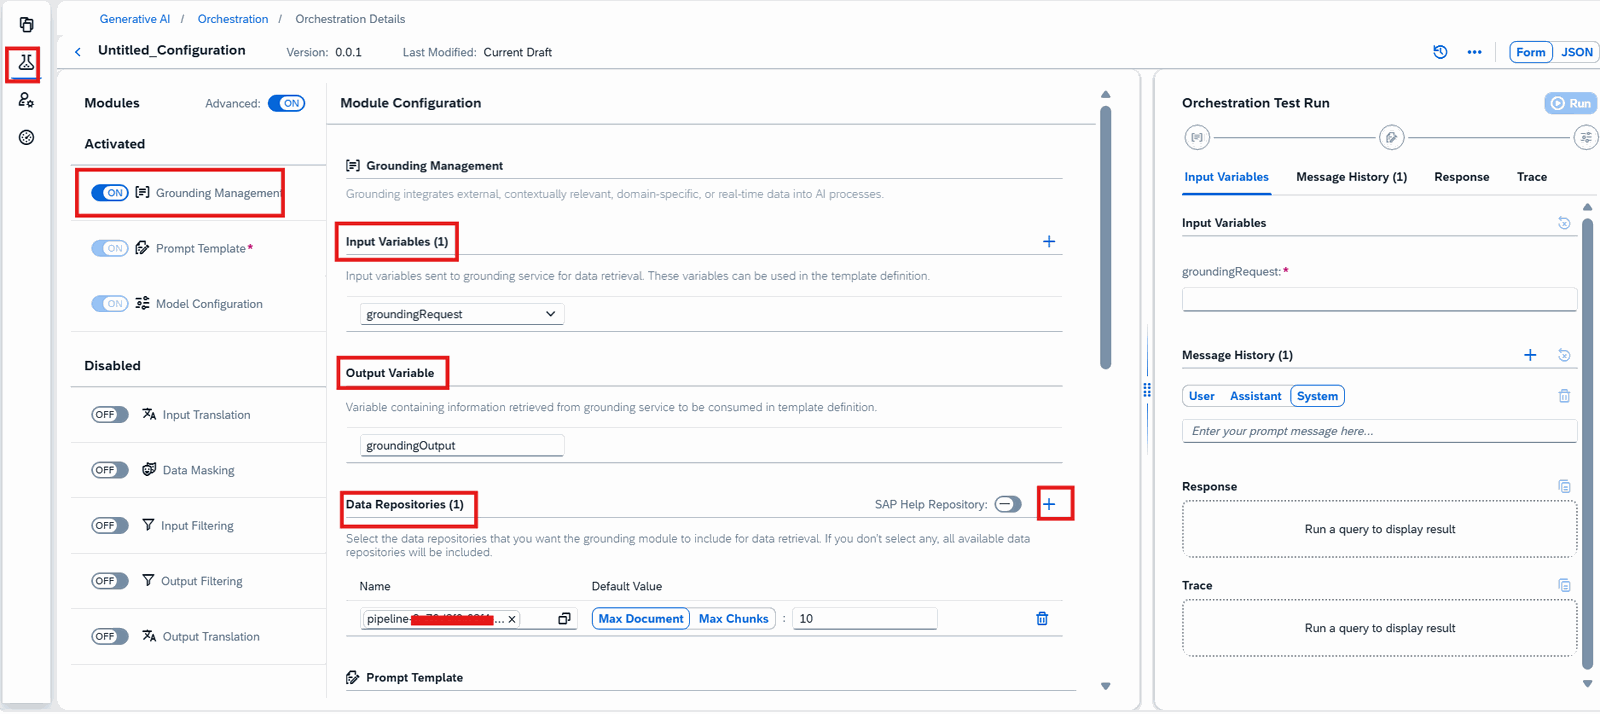 Generative AI / Orchestration / Orchestration Details
Untitled_Configuration Version: 0.0.1 Last Modified: Current Draft Form JSON
Modules Advanced: ON
Activated
ON Grounding Management
ON Prompt Template*
ON Model Configuration
Disabled
OFF Input Translation
OFF Data Masking
OFF Input Filtering
OFF Output Filtering
OFF Output Translation
Module Configuration
Grounding Management
Grounding integrates external, contextually relevant, domain-specific, or real-time data into AI processes.
Input Variables (1)
Input variables sent to grounding service for data retrieval. These variables can be used in the template definition.
groundingRequest
Output Variable
Variable containing information retrieved from grounding service to be consumed in template definition.
groundingOutput
Data Repositories (1) SAP Help Repository:
Select the data repositories that you want the grounding module to include for data retrieval. If you don't select any, all available data
repositories will be included.
Name Default Value
pipeline- ... Max Document Max Chunks : 10
Prompt Template
Orchestration Test Run Run
Input Variables Message History (1) Response Trace
Input Variables
groundingRequest:*
Message History (1)
User Assistant System
Enter your prompt message here...
Response
Run a query to display result
Trace
Run a query to display result